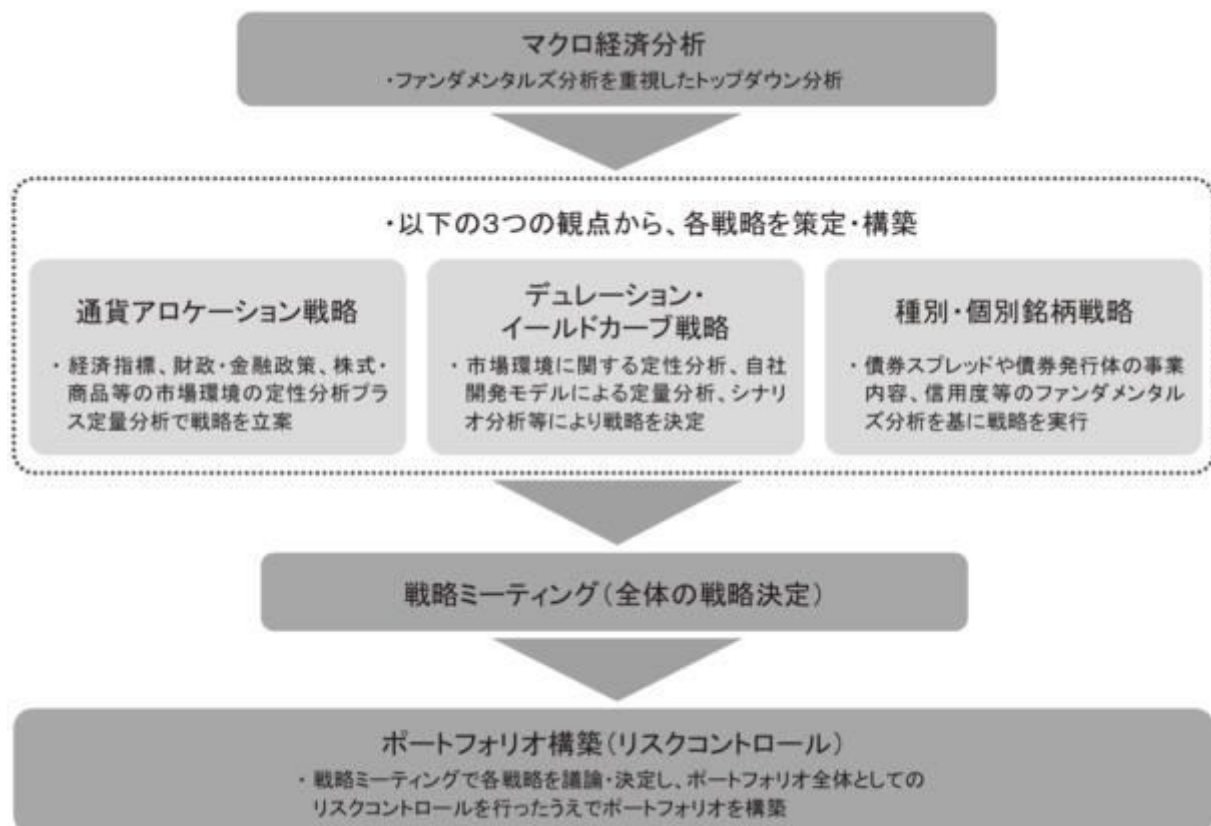 マクロ経済分析
・ファンダメンタルズ分析を重視したトップダウン分析
・以下の3つの観点から、各戦略を策定・構築
通貨アロケーション戦略
・経済指標、財政・金融政策、株式・
商品等の市場環境の定性分析プラ
ス定量分析で戦略を立案
デュレーション・
イールドカーブ戦略
・市場環境に関する定性分析、自社
開発モデルによる定量分析、シナリ
オ分析等により戦略を決定
種別・個別銘柄戦略
・債券スプレッドや債券発行体の事業
内容、信用度等のファンダメンタル
ズ分析を基に戦略を実行
戦略ミーティング(全体の戦略決定)
ポートフォリオ構築(リスクコントロール)
・戦略ミーティングで各戦略を議論・決定し、ポートフォリオ全体としての
リスクコントロールを行ったうえでポートフォリオを構築